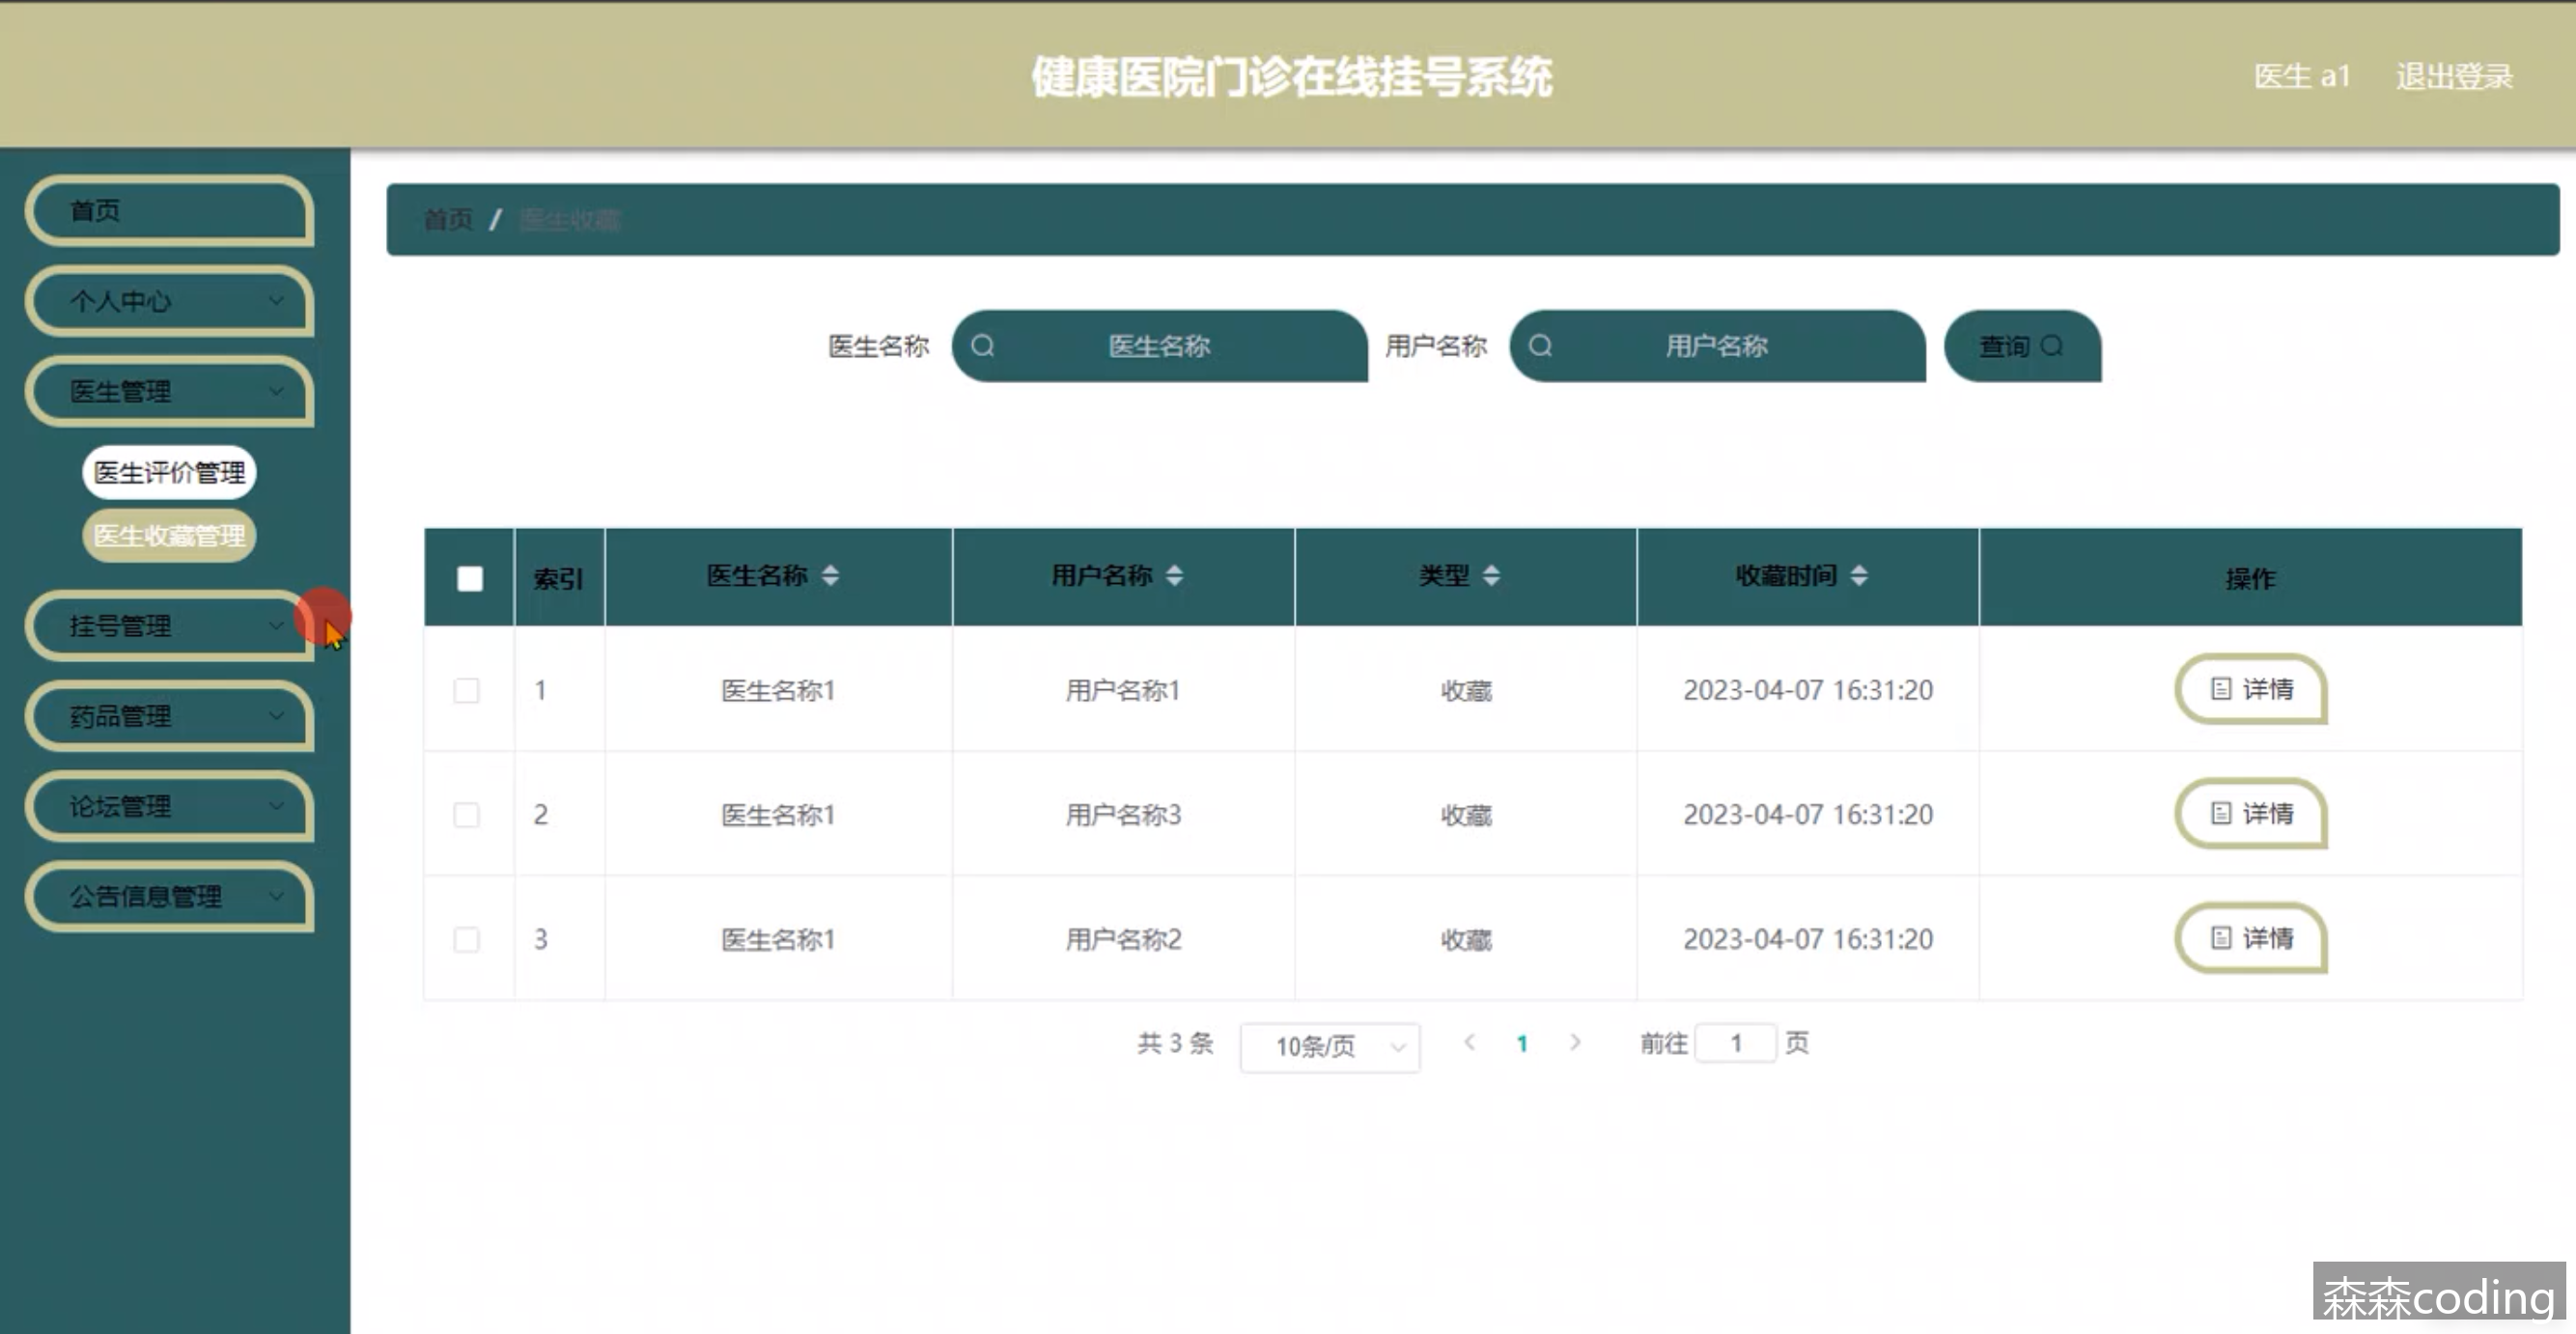 健康医院门诊在线挂号系统
医生 a1 退出登录
首页
个人中心
医生管理
医生评价管理
医生收藏管理
挂号管理
药品管理
论坛管理
公告信息管理
首页 / 医生收藏
医生名称 医生名称 用户名称 用户名称 查询
索引 医生名称 用户名称 类型 收藏时间 操作
1 医生名称1 用户名称1 收藏 2023-04-07 16:31:20 详情
2 医生名称1 用户名称3 收藏 2023-04-07 16:31:20 详情
3 医生名称1 用户名称2 收藏 2023-04-07 16:31:20 详情
共 3 条 10条/页 1 前往 1 页
森森coding